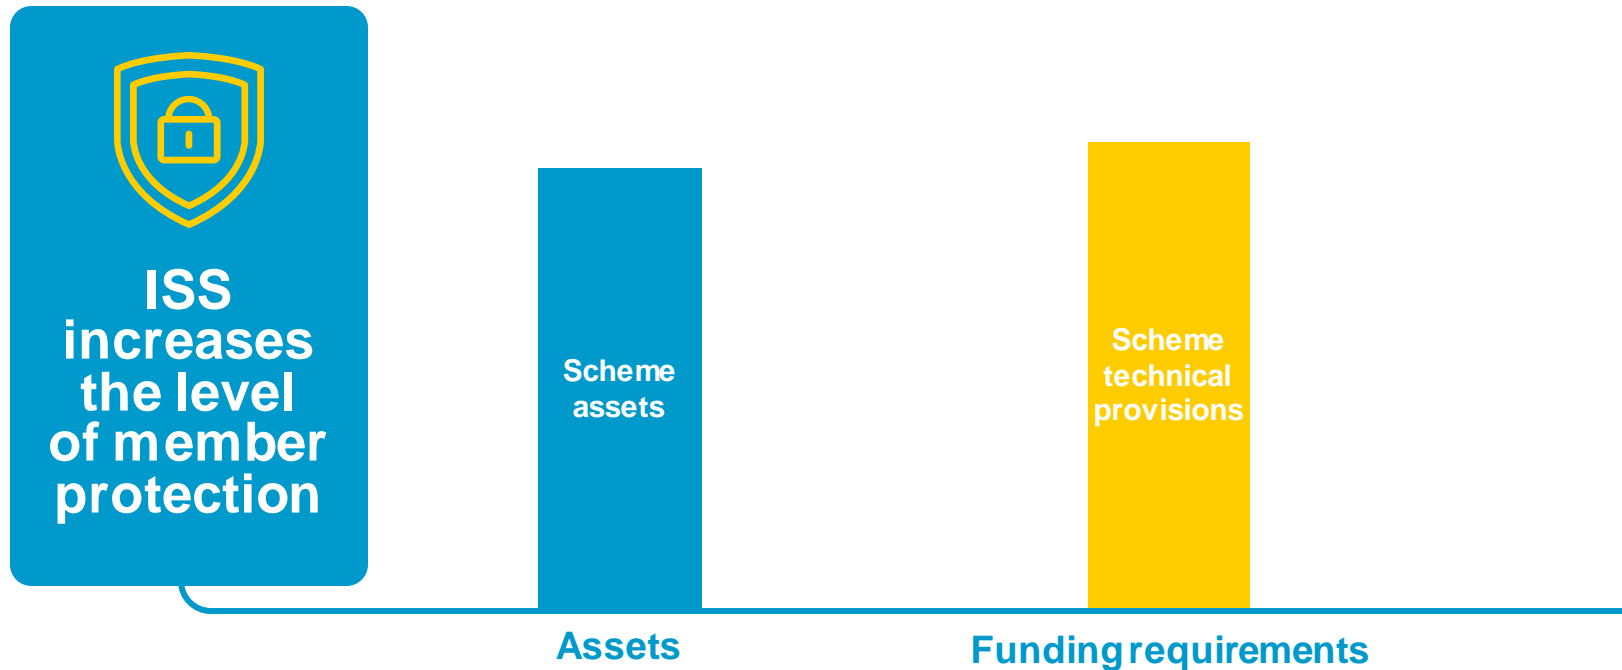 ISS
increases
the level
of member
protection
Scheme
assets
Scheme
technical
provisions
Assets
Funding requirements